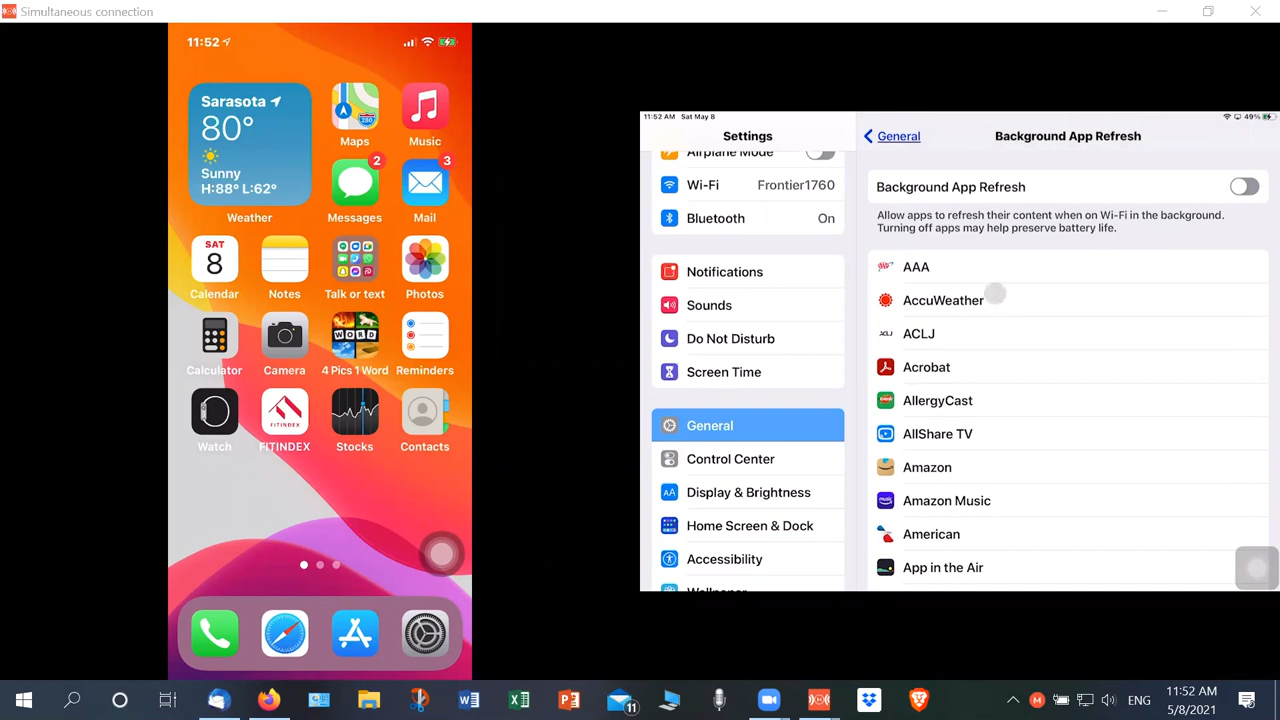 Simultaneous connection
11:52
Sarasota
80°
Sunny
H:88° L:62°
Weather
Maps
Music
2
Messages
3
Mail
SAT
8
Calendar
Notes
Talk or text
Photos
Calculator
Camera
WORD
4 Pics 1 Word
Reminders
Watch
FITINDEX
FITINDEX
Stocks
Contacts
11:52 AM Sat May 8
49%
Settings
Airplane Mode
Wi-Fi Frontier1760
Bluetooth On
Notifications
Sounds
Do Not Disturb
Screen Time
General
Control Center
Display & Brightness
Home Screen & Dock
Accessibility
Wallpaper
General
Background App Refresh
Background App Refresh
Allow apps to refresh their content when on Wi-Fi in the background.
Turning off apps may help preserve battery life.
AAA
AccuWeather
ACLJ
Acrobat
AllergyCast
AllShare TV
Amazon
Amazon Music
American
App in the Air
11
ENG
11:52 AM
5/8/2021